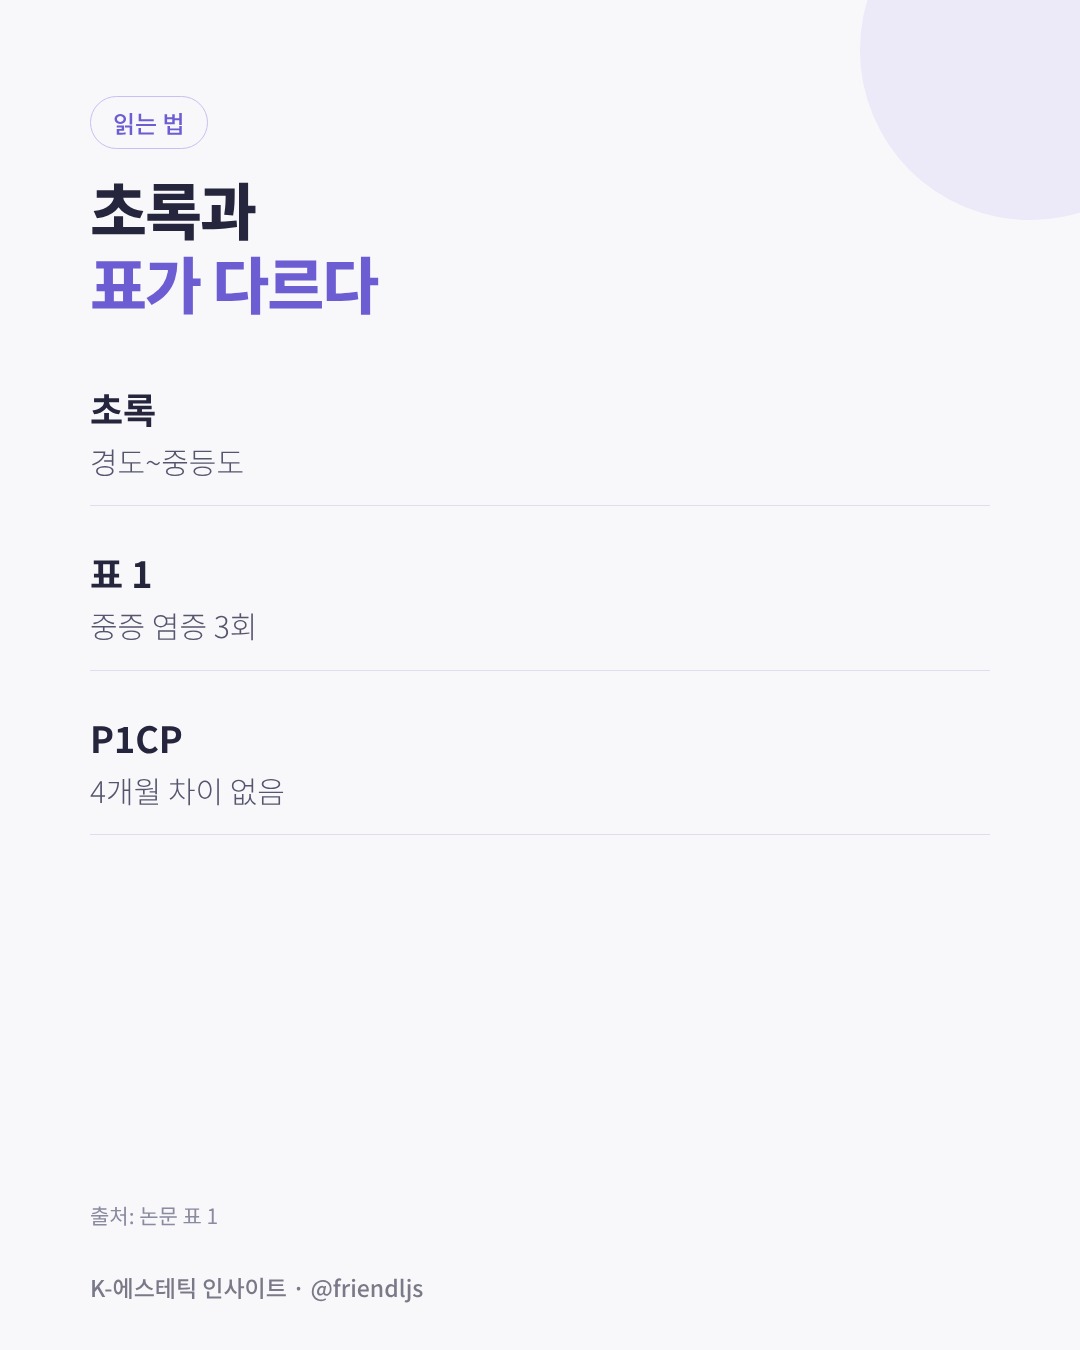 읽는 법
초록과
표가 다르다
초록
경도~중등도
표 1
중증 염증 3회
P1CP
4개월 차이 없음
출처: 논문 표 1
K-에스테틱 인사이트 · @friendljs